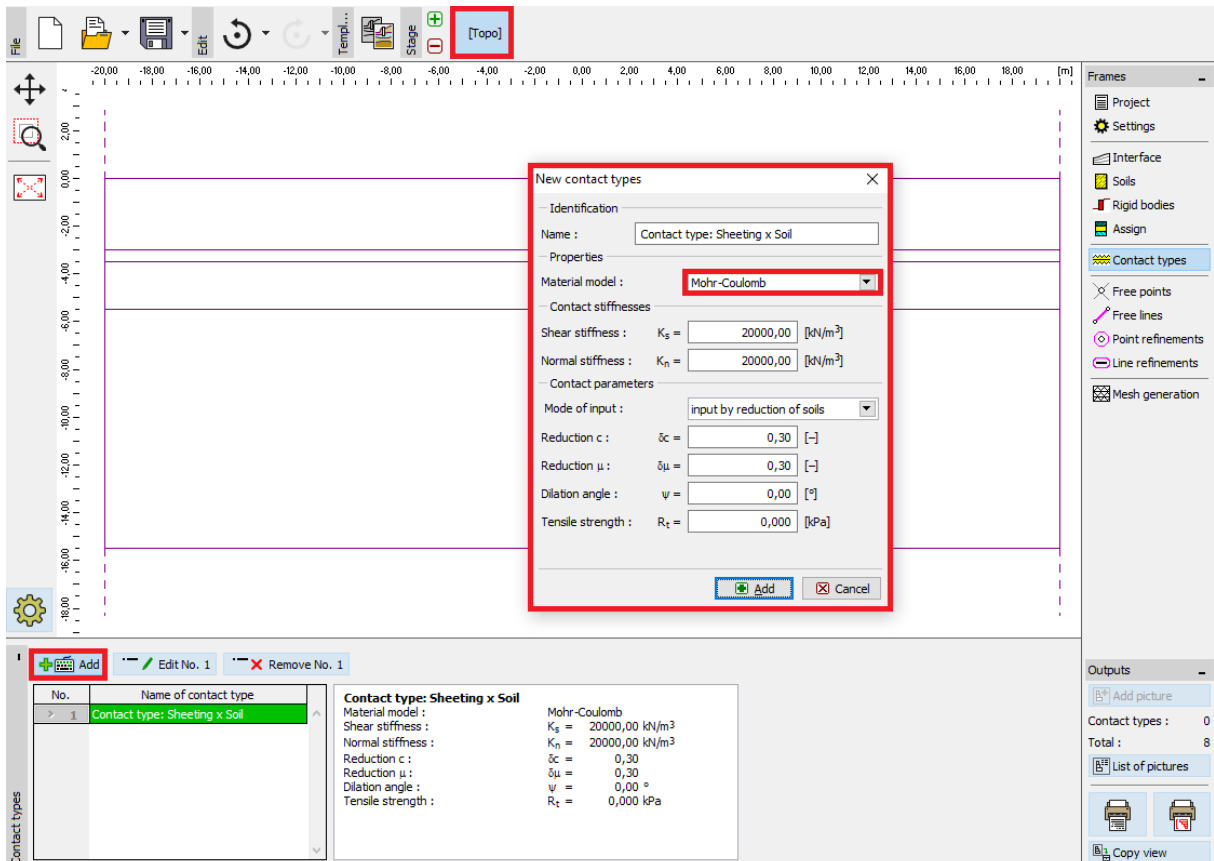 File
Edit
Templ...
Stage
[Topo]
-20,00 -18,00 -16,00 -14,00 -12,00 -10,00 -8,00 -6,00 -4,00 -2,00 0,00 2,00 4,00 6,00 8,00 10,00 12,00 14,00 16,00 18,00 [m]
2,00
0,00
-2,00
-4,00
-6,00
-8,00
-10,00
-12,00
-14,00
-16,00
-18,00
New contact types
Identification
Name : Contact type: Sheeting x Soil
Properties
Material model : Mohr-Coulomb
Contact stiffnesses
Shear stiffness : Ks = 20000,00 [kN/m3]
Normal stiffness : Kn = 20000,00 [kN/m3]
Contact parameters
Mode of input : input by reduction of soils
Reduction c : δc = 0,30 [–]
Reduction μ : δμ = 0,30 [–]
Dilation angle : ψ = 0,00 [°]
Tensile strength : Rt = 0,000 [kPa]
Add Cancel
Frames
Project
Settings
Interface
Soils
Rigid bodies
Assign
Contact types
Free points
Free lines
Point refinements
Line refinements
Mesh generation
Contact types
Add Edit No. 1 Remove No. 1
No. Name of contact type
> 1 Contact type: Sheeting x Soil
Contact type: Sheeting x Soil
Material model : Mohr-Coulomb
Shear stiffness : Ks = 20000,00 kN/m3
Normal stiffness : Kn = 20000,00 kN/m3
Reduction c : δc = 0,30
Reduction μ : δμ = 0,30
Dilation angle : ψ = 0,00 °
Tensile strength : Rt = 0,000 kPa
Outputs
Add picture
Contact types : 0
Total : 8
List of pictures
Copy view